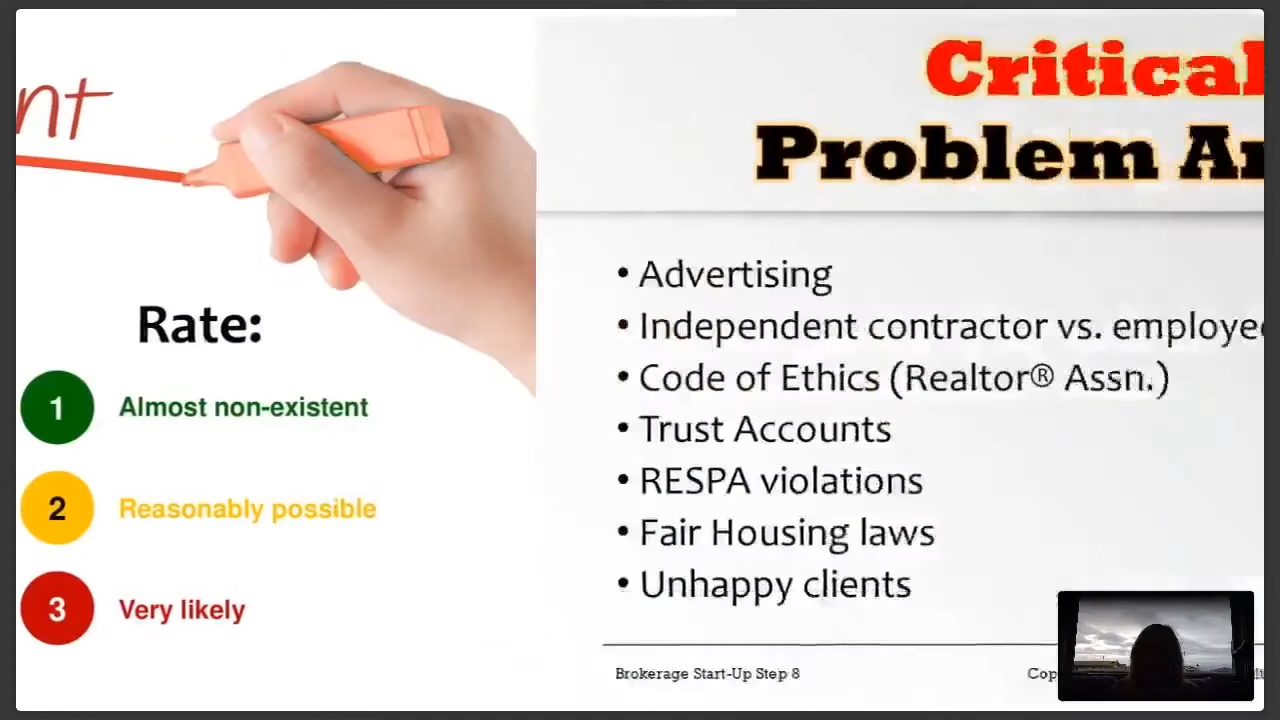 nt
Rate:
1 Almost non-existent
2 Reasonably possible
3 Very likely
Critical
Problem Ar
• Advertising
• Independent contractor vs. employee
• Code of Ethics (Realtor® Assn.)
• Trust Accounts
• RESPA violations
• Fair Housing laws
• Unhappy clients
Brokerage Start-Up Step 8
Cop